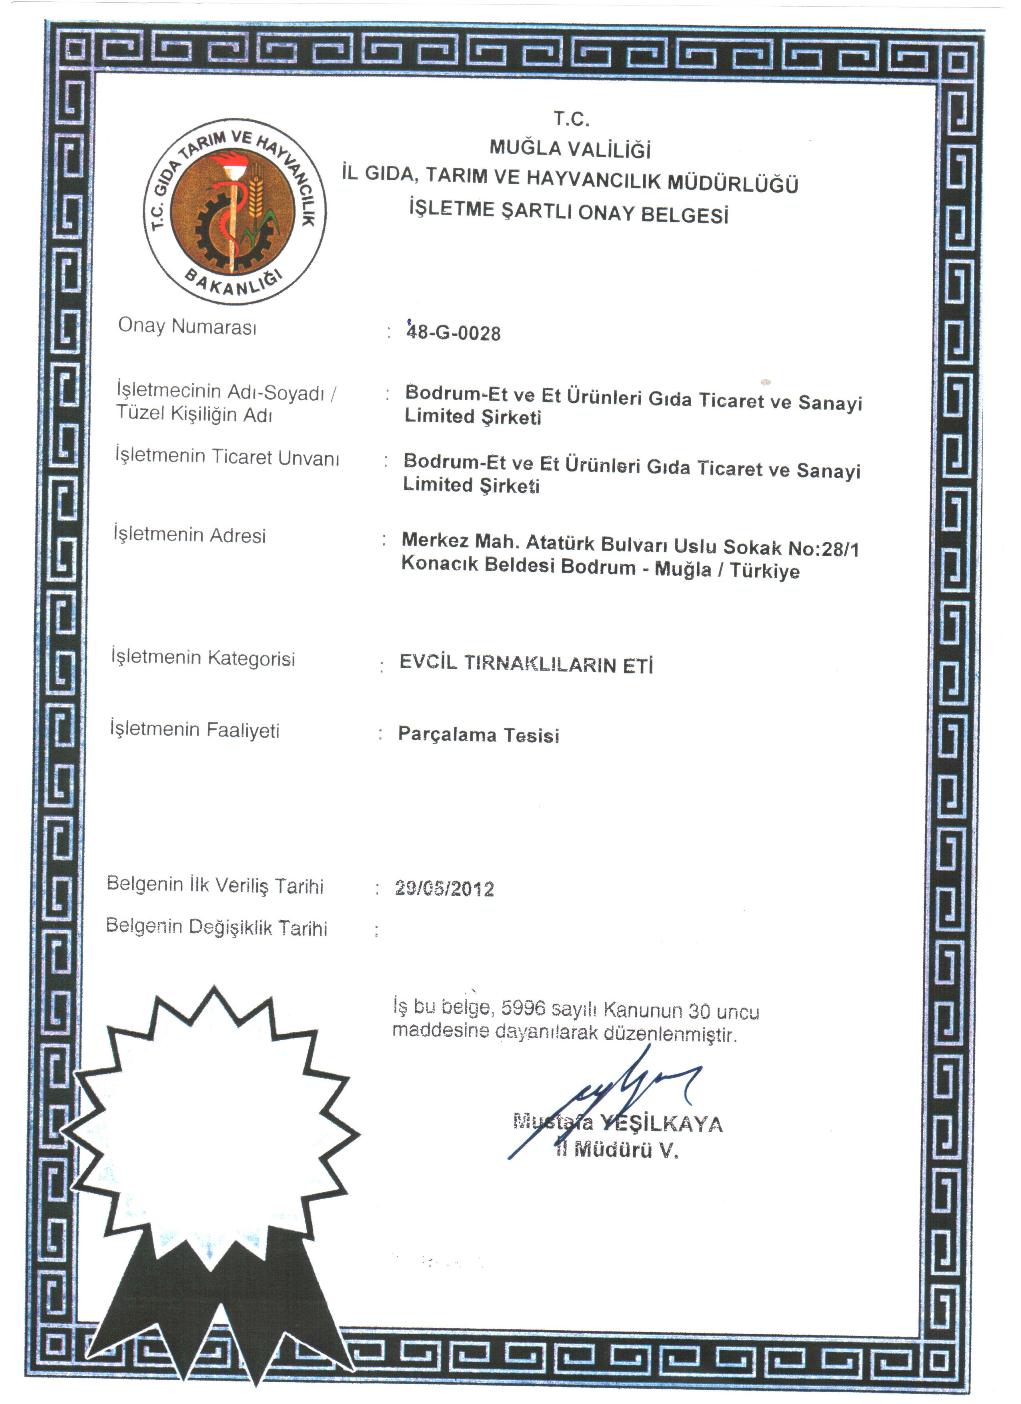 T.C.
MUĞLA VALİLİĞİ
İL GIDA, TARIM VE HAYVANCILIK MÜDÜRLÜĞÜ
İŞLETME ŞARTLI ONAY BELGESİ
T.C. GIDA TARIM VE HAYVANCILIK
BAKANLIĞI
Onay Numarası : 48-G-0028
İşletmecinin Adı-Soyadı / : Bodrum-Et ve Et Ürünleri Gıda Ticaret ve Sanayi
Tüzel Kişiliğin Adı Limited Şirketi
İşletmenin Ticaret Unvanı : Bodrum-Et ve Et Ürünleri Gıda Ticaret ve Sanayi
Limited Şirketi
İşletmenin Adresi : Merkez Mah. Atatürk Bulvarı Uslu Sokak No:28/1
Konacık Beldesi Bodrum - Muğla / Türkiye
İşletmenin Kategorisi : EVCİL TIRNAKLILARIN ETİ
İşletmenin Faaliyeti : Parçalama Tesisi
Belgenin İlk Veriliş Tarihi : 29/05/2012
Belgenin Değişiklik Tarihi :
İş bu belge, 5996 sayılı Kanunun 30 uncu
maddesine dayanılarak düzenlenmiştir.
Mustafa YEŞİLKAYA
İl Müdürü V.